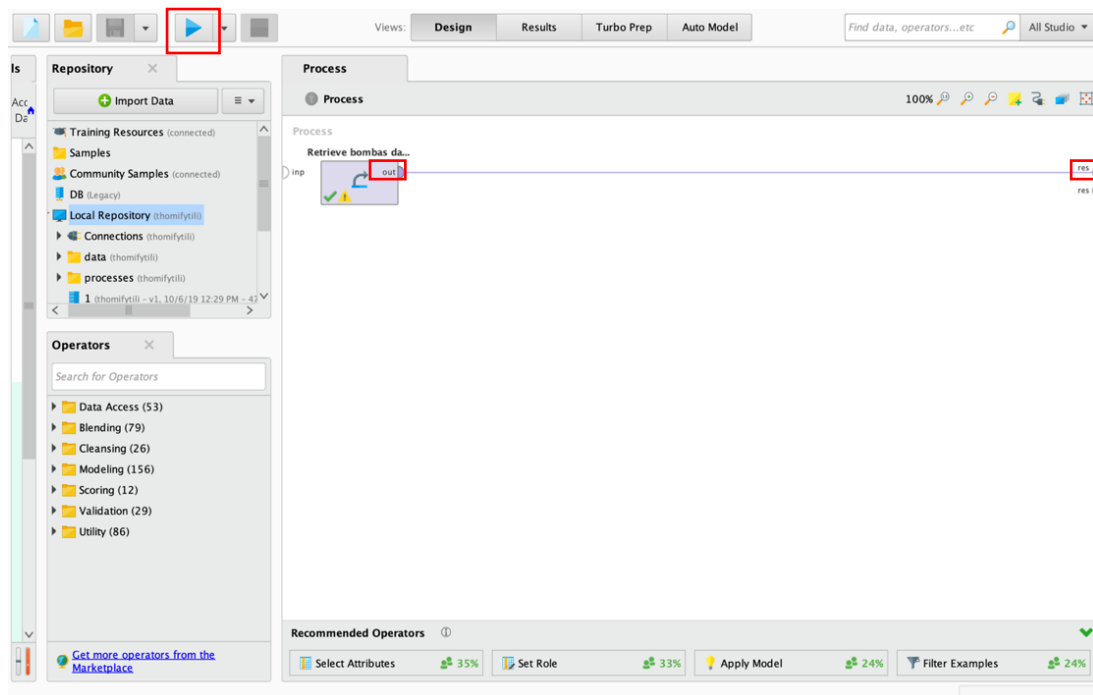 Views:
Design
Results
Turbo Prep
Auto Model
Find data, operators...etc
All Studio
ls
Repository
Process
Import Data
Process
100%
Training Resources (connected)
Process
Samples
Retrieve bombas da...
Community Samples (connected)
inp
out
res
DB (Legacy)
res
Local Repository (thomifytili)
Connections (thomifytili)
data (thomifytili)
processes (thomifytili)
1 (thomifytili - v1, 10/6/19 12:29 PM - 47
Operators
Search for Operators
Data Access (53)
Blending (79)
Cleansing (26)
Modeling (156)
Scoring (12)
Validation (29)
Utility (86)
Get more operators from the
Marketplace
Recommended Operators
Select Attributes
35%
Set Role
33%
Apply Model
24%
Filter Examples
24%